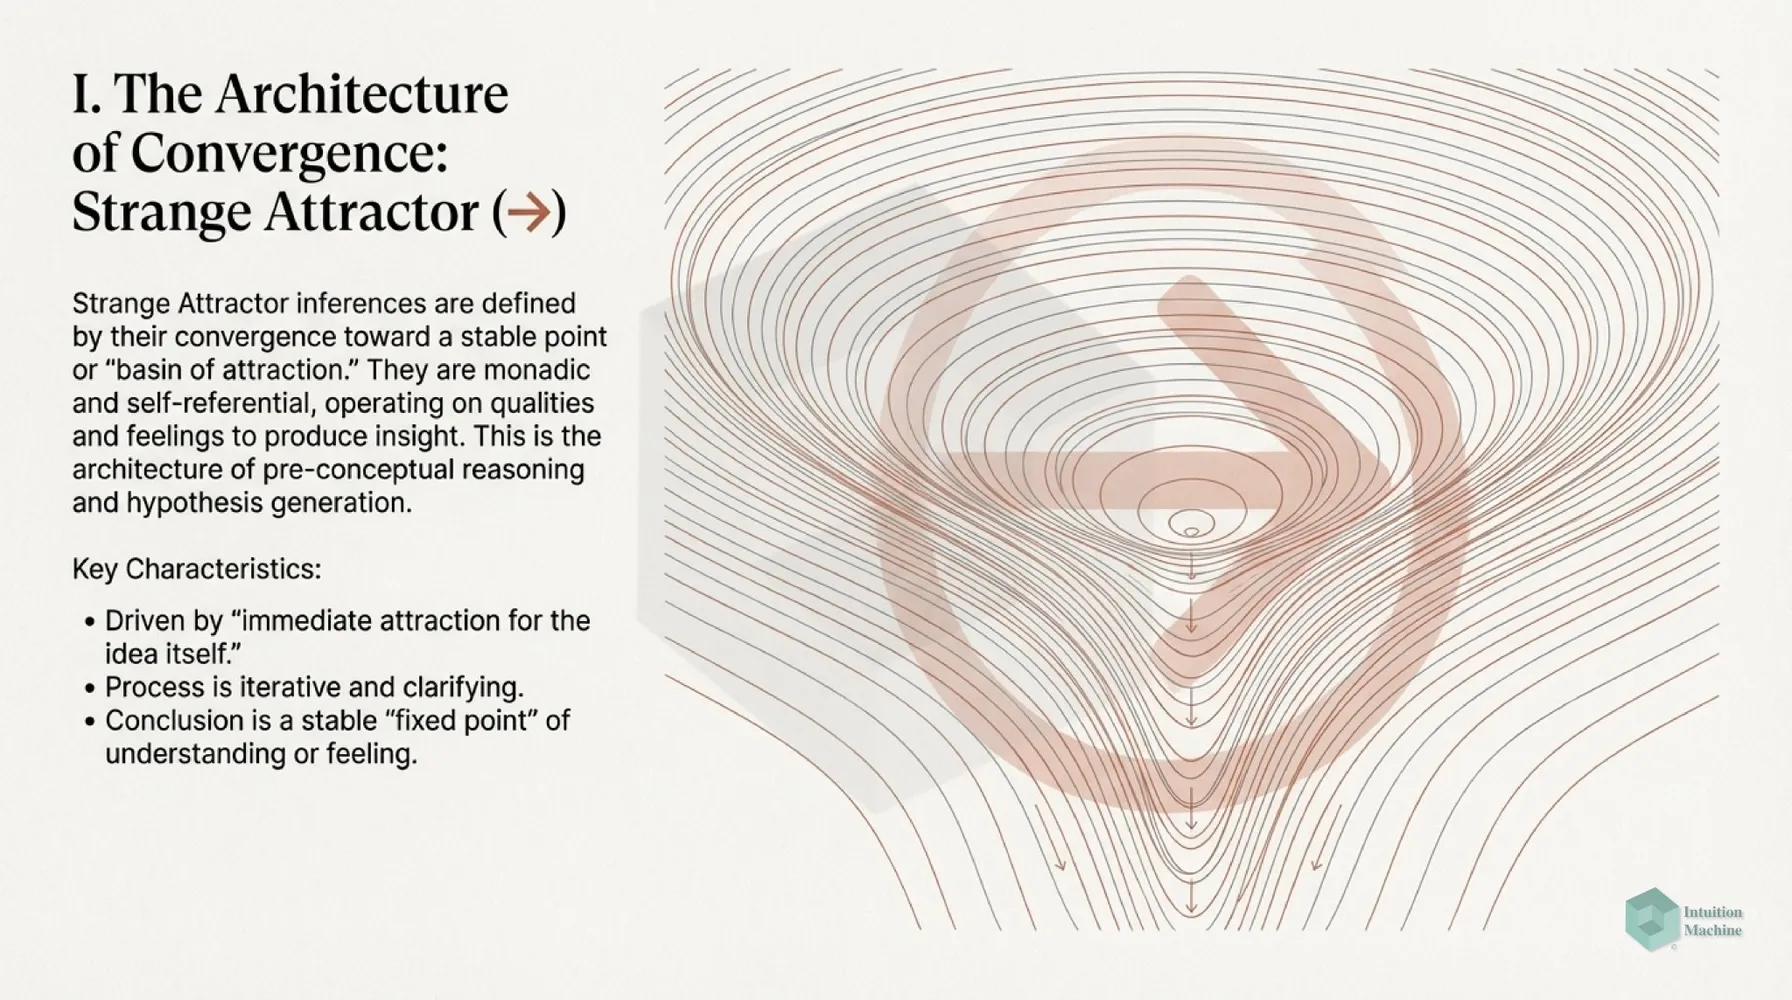 I. The Architecture
of Convergence:
Strange Attractor (→)
Strange Attractor inferences are defined
by their convergence toward a stable point
or “basin of attraction.” They are monadic
and self-referential, operating on qualities
and feelings to produce insight. This is the
architecture of pre-conceptual reasoning
and hypothesis generation.
Key Characteristics:
• Driven by “immediate attraction for the
idea itself.”
• Process is iterative and clarifying.
• Conclusion is a stable “fixed point” of
understanding or feeling.
Intuition
Machine
©